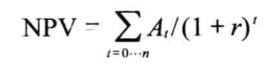 NPV = ∑ Aₜ/(1 + r)ᵗ
t=0⋯n